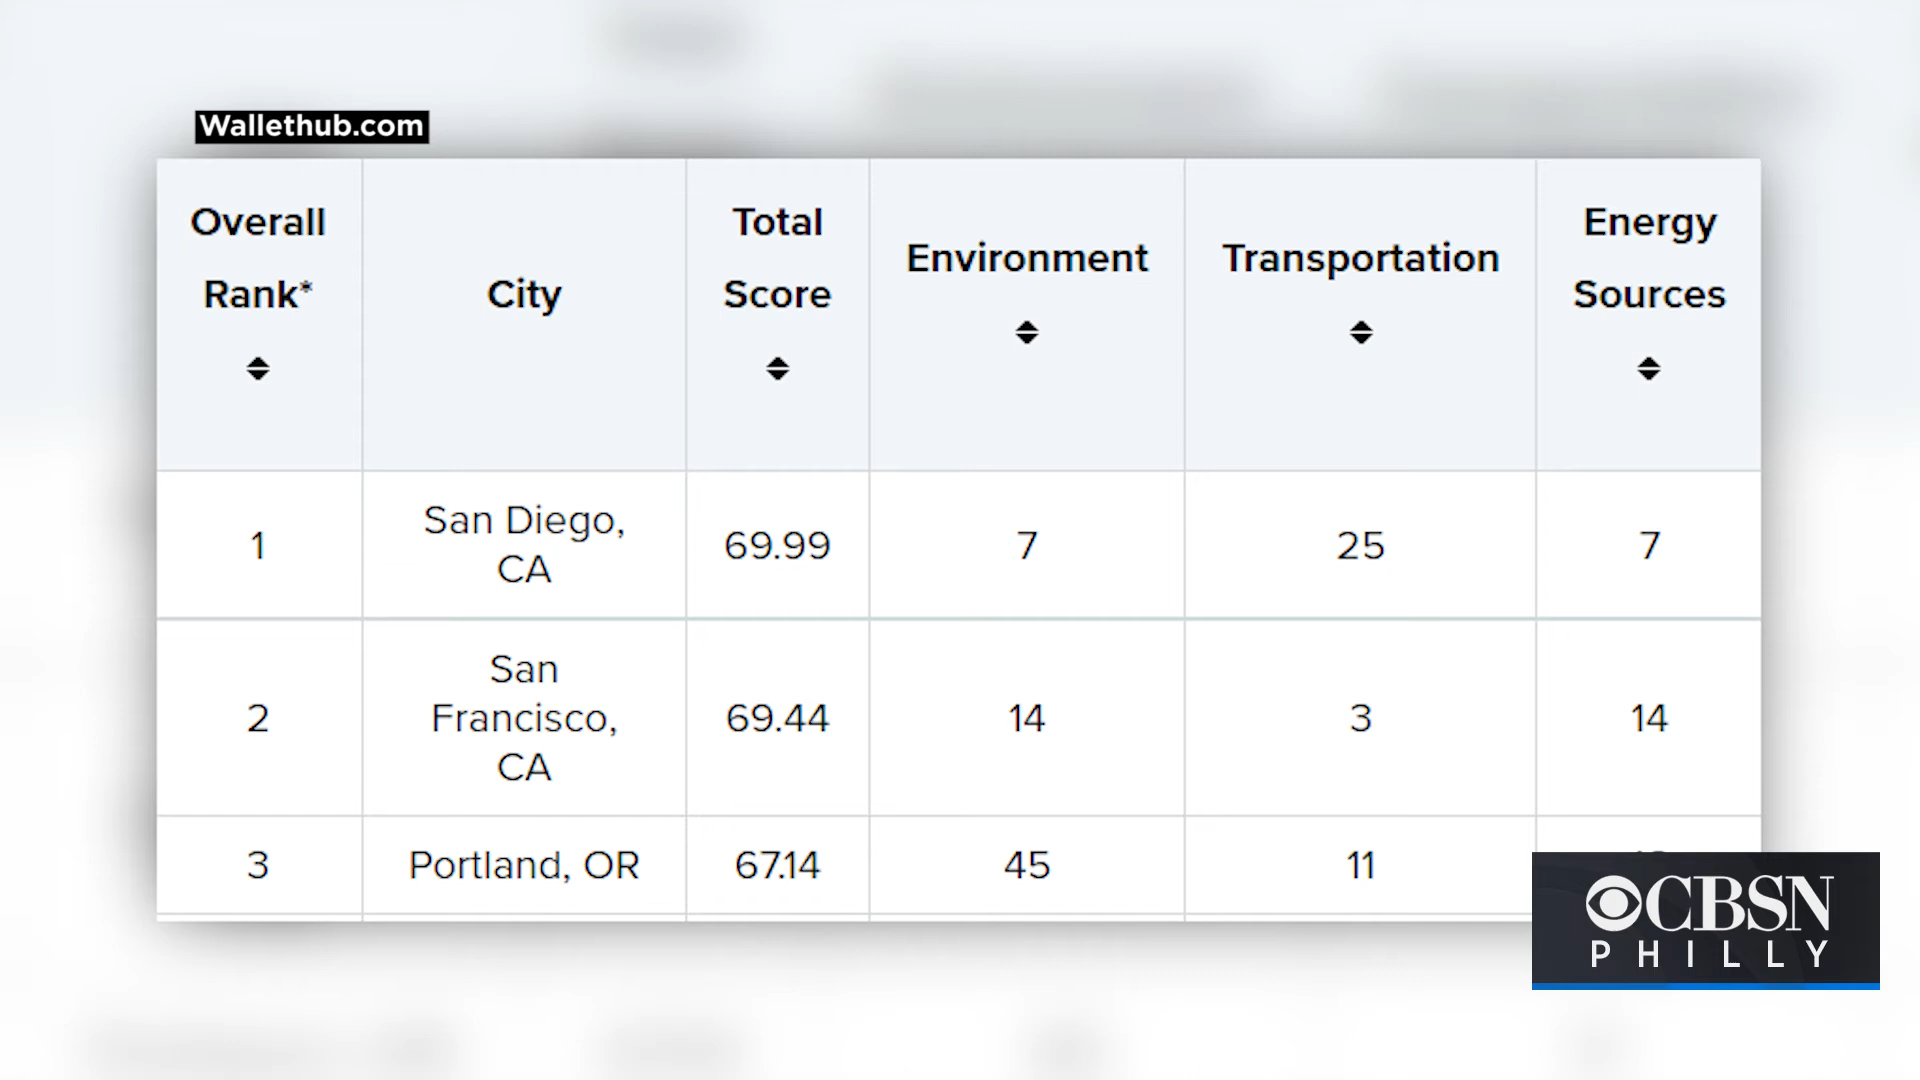 Wallethub.com
Overall Rank*
City
Total Score
Environment
Transportation
Energy Sources
1
San Diego, CA
69.99
7
25
7
2
San Francisco, CA
69.44
14
3
14
3
Portland, OR
67.14
45
11
CBSN
PHILLY